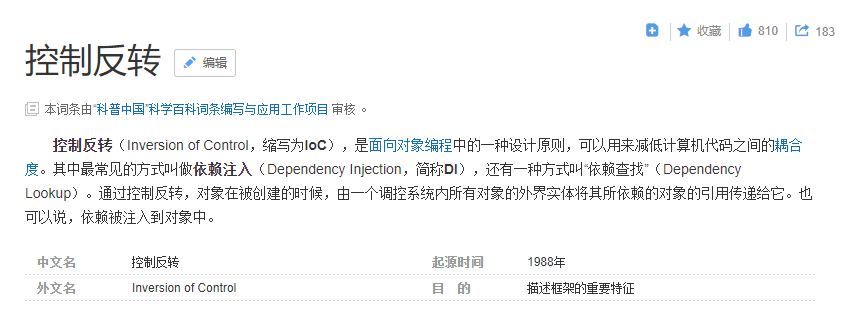 收藏 810 183
控制反转 编辑
本词条由“科普中国”科学百科词条编写与应用工作项目 审核 。
控制反转（Inversion of Control，缩写为IoC），是面向对象编程中的一种设计原则，可以用来减低计算机代码之间的耦合
度。其中最常见的方式叫做依赖注入（Dependency Injection，简称DI），还有一种方式叫“依赖查找”（Dependency
Lookup）。通过控制反转，对象在被创建的时候，由一个调控系统内所有对象的外界实体将其所依赖的对象的引用传递给它。也
可以说，依赖被注入到对象中。
中文名 控制反转 起源时间 1988年
外文名 Inversion of Control 目 的 描述框架的重要特征